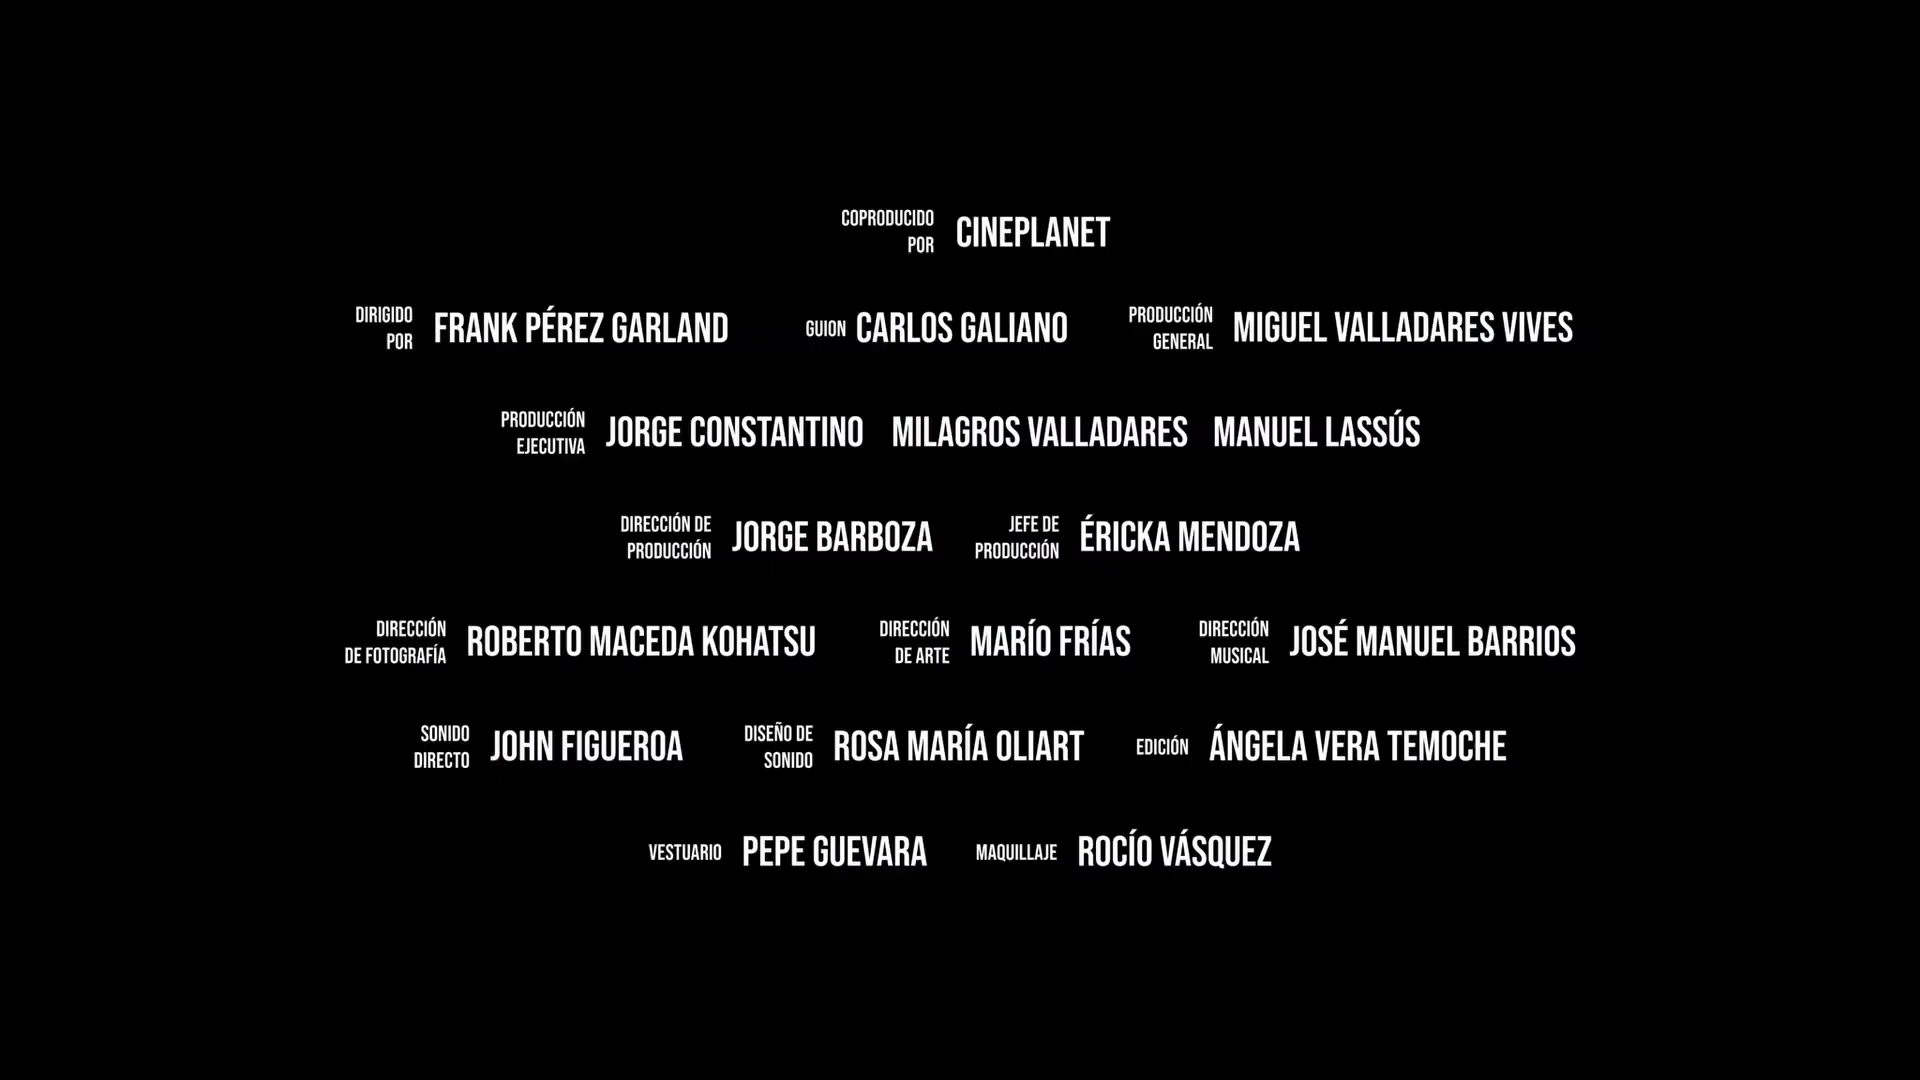 COPRODUCIDO POR CINEPLANET
DIRIGIDO POR FRANK PÉREZ GARLAND GUION CARLOS GALIANO PRODUCCIÓN GENERAL MIGUEL VALLADARES VIVES
PRODUCCIÓN EJECUTIVA JORGE CONSTANTINO MILAGROS VALLADARES MANUEL LASSÚS
DIRECCIÓN DE PRODUCCIÓN JORGE BARBOZA JEFE DE PRODUCCIÓN ÉRICKA MENDOZA
DIRECCIÓN DE FOTOGRAFÍA ROBERTO MACEDA KOHATSU DIRECCIÓN DE ARTE MARÍO FRÍAS DIRECCIÓN MUSICAL JOSÉ MANUEL BARRIOS
SONIDO DIRECTO JOHN FIGUEROA DISEÑO DE SONIDO ROSA MARÍA OLIART EDICIÓN ÁNGELA VERA TEMOCHE
VESTUARIO PEPE GUEVARA MAQUILLAJE ROCÍO VÁSQUEZ